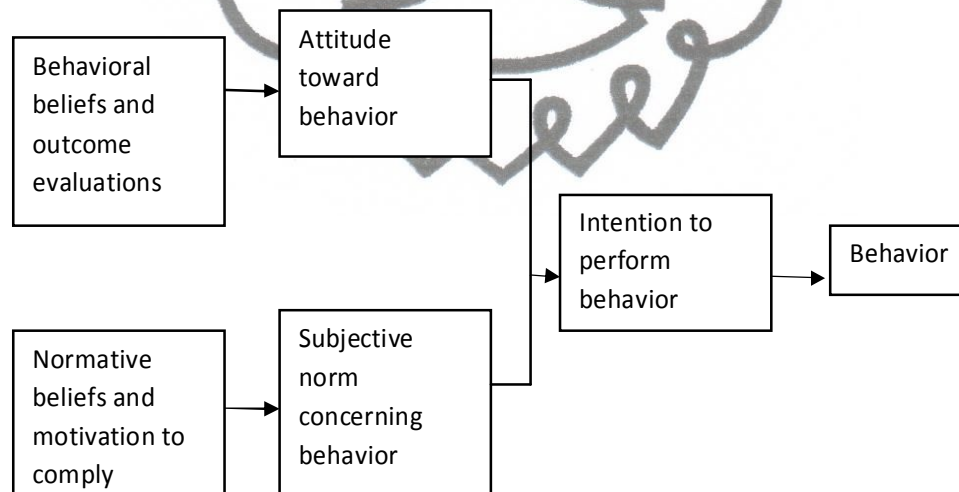 Behavioral
beliefs and
outcome
evaluations
Attitude
toward
behavior
Normative
beliefs and
motivation to
comply
Subjective
norm
concerning
behavior
Intention to
perform
behavior
Behavior